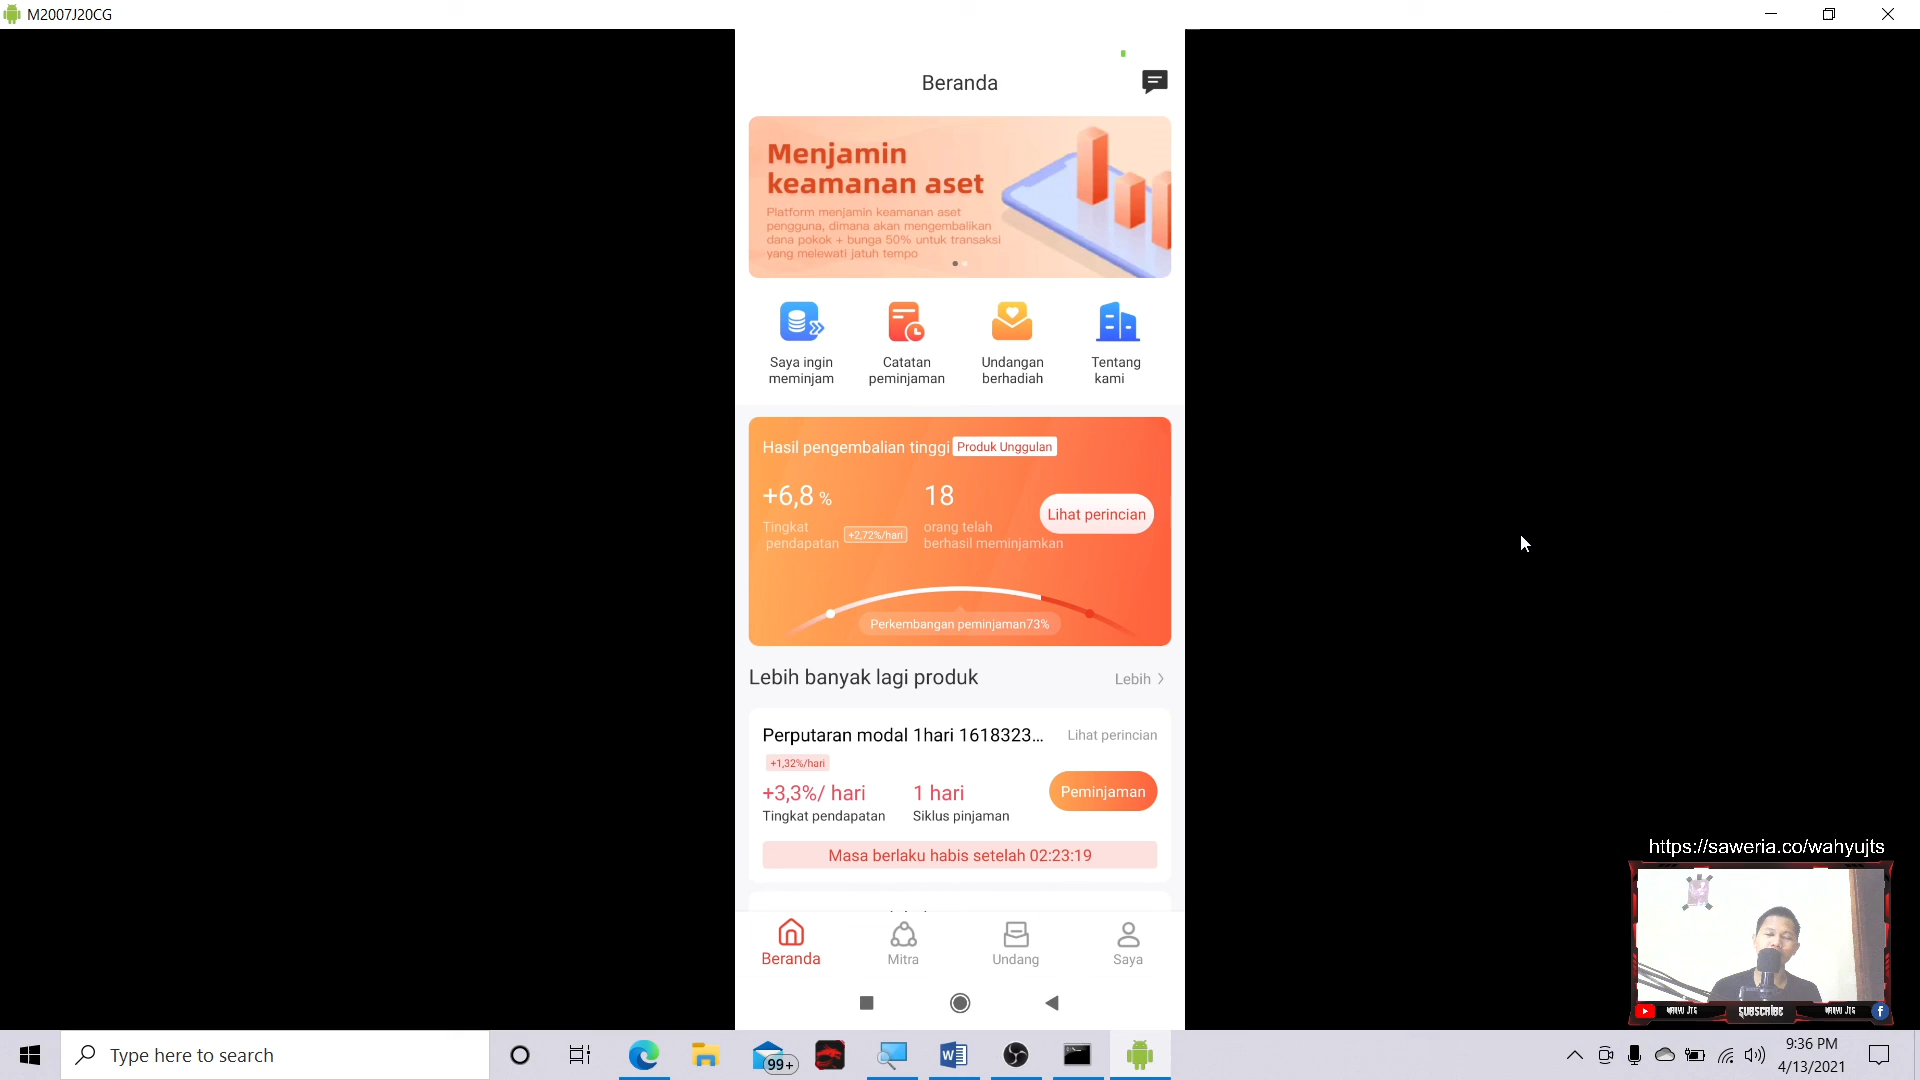 M2007J20CG
Beranda
Menjamin
keamanan aset
Platform menjamin keamanan aset
pengguna, dimana akan mengembalikan
dana pokok + bunga 50% untuk transaksi
yang melewati jatuh tempo
Saya ingin
meminjam
Catatan
peminjaman
Undangan
berhadiah
Tentang
kami
Hasil pengembalian tinggi Produk Unggulan
+6,8 %
18
Lihat perincian
Tingkat
pendapatan
+2,72%/hari
orang telah
berhasil meminjamkan
Perkembangan peminjaman73%
Lebih banyak lagi produk
Lebih >
Perputaran modal 1hari 1618323...
Lihat perincian
+1,32%/hari
+3,3%/ hari
1 hari
Peminjaman
Tingkat pendapatan
Siklus pinjaman
Masa berlaku habis setelah 02:23:19
Beranda
Mitra
Undang
Saya
https://saweria.co/wahyujts
WAHYU JTS
SUBSCRIBE
WAHYU JTS
Type here to search
99+
9:36 PM
4/13/2021